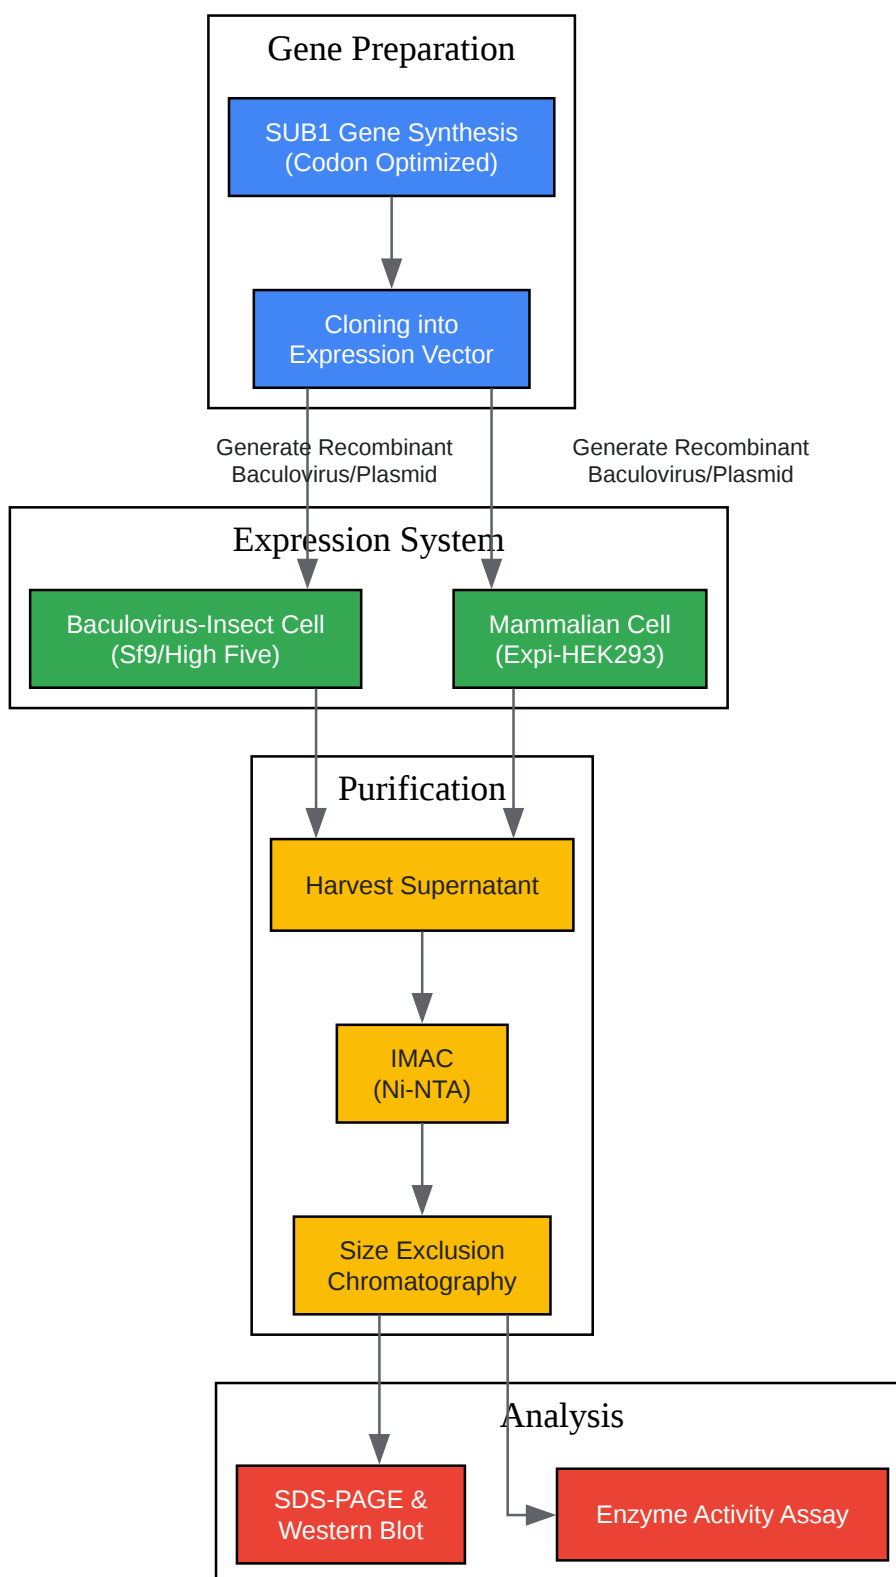 Gene Preparation
SUB1 Gene Synthesis
(Codon Optimized)
Cloning into
Expression Vector
Generate Recombinant
Baculovirus/Plasmid
Generate Recombinant
Baculovirus/Plasmid
Expression System
Baculovirus-Insect Cell
(Sf9/High Five)
Mammalian Cell
(Expi-HEK293)
Purification
Harvest Supernatant
IMAC
(Ni-NTA)
Size Exclusion
Chromatography
Analysis
SDS-PAGE &
Western Blot
Enzyme Activity Assay